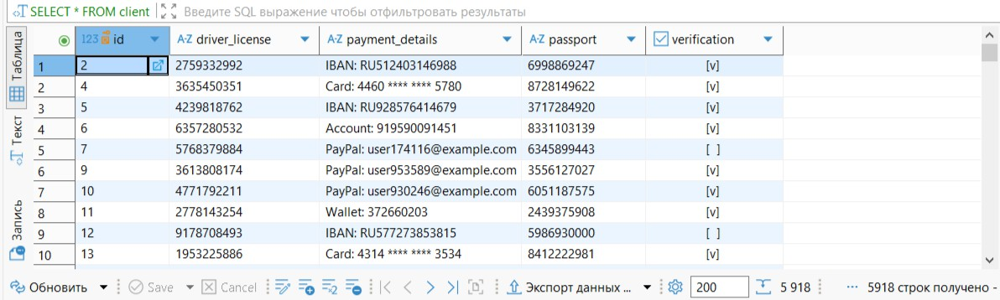 SELECT * FROM client Введите SQL выражение чтобы отфильтровать результаты
Таблица
Текст
Запись
123 id A-Z driver_license A-Z payment_details A-Z passport verification
1 2 2759332992 IBAN: RU512403146988 6998869247 [v]
2 4 3635450351 Card: 4460 **** **** 5780 8728149622 [v]
3 5 4239818762 IBAN: RU928576414679 3717284920 [v]
4 6 6357280532 Account: 919590091451 8331103139 [v]
5 7 5768379884 PayPal: user174116@example.com 6345899443 [ ]
6 9 3613808174 PayPal: user953589@example.com 3556127027 [v]
7 10 4771792211 PayPal: user930246@example.com 6051187575 [v]
8 11 2778143254 Wallet: 372660203 2439375908 [v]
9 12 9178708493 IBAN: RU577273853815 5986930000 [ ]
10 13 1953225886 Card: 4314 **** **** 3534 8412222981 [v]
Обновить Save Cancel Экспорт данных ... 200 5 918 ... 5918 строк получено -